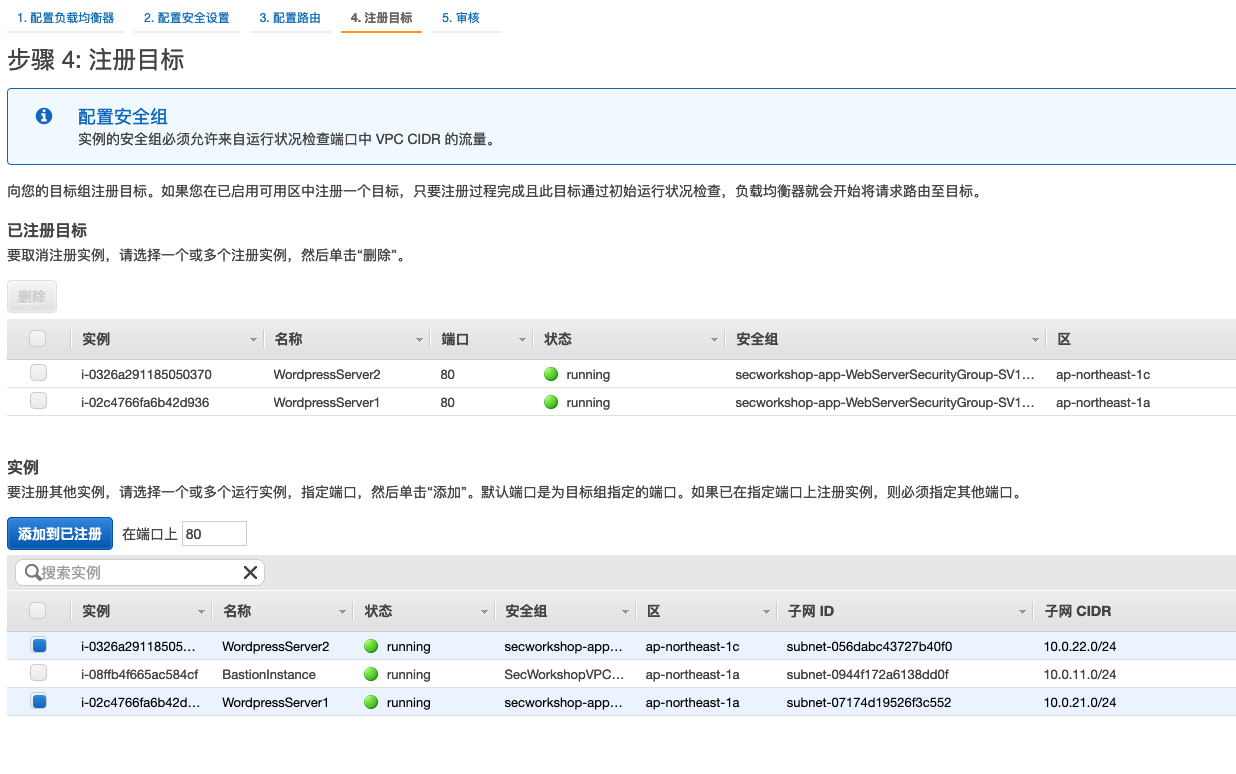 1. 配置负载均衡器 2. 配置安全设置 3. 配置路由 4. 注册目标 5. 审核
步骤 4: 注册目标
配置安全组
实例的安全组必须允许来自运行状况检查端口中 VPC CIDR 的流量。
向您的目标组注册目标。如果您在已启用可用区中注册一个目标，只要注册过程完成且此目标通过初始运行状况检查，负载均衡器就会开始将请求路由至目标。
已注册目标
要取消注册实例，请选择一个或多个注册实例，然后单击“删除”。
删除
实例 名称 端口 状态 安全组 区
i-0326a291185050370 WordpressServer2 80 running secworkshop-app-WebServerSecurityGroup-SV1... ap-northeast-1c
i-02c4766fa6b42d936 WordpressServer1 80 running secworkshop-app-WebServerSecurityGroup-SV1... ap-northeast-1a
实例
要注册其他实例，请选择一个或多个运行实例，指定端口，然后单击“添加”。默认端口是为目标组指定的端口。如果已在指定端口上注册实例，则必须指定其他端口。
添加到已注册 在端口上 80
搜索实例
实例 名称 状态 安全组 区 子网 ID 子网 CIDR
i-0326a29118505... WordpressServer2 running secworkshop-app... ap-northeast-1c subnet-056dabc43727b40f0 10.0.22.0/24
i-08ffb4f665ac584cf BastionInstance running SecWorkshopVPC... ap-northeast-1a subnet-0944f172a6138dd0f 10.0.11.0/24
i-02c4766fa6b42d... WordpressServer1 running secworkshop-app... ap-northeast-1a subnet-07174d19526f3c552 10.0.21.0/24